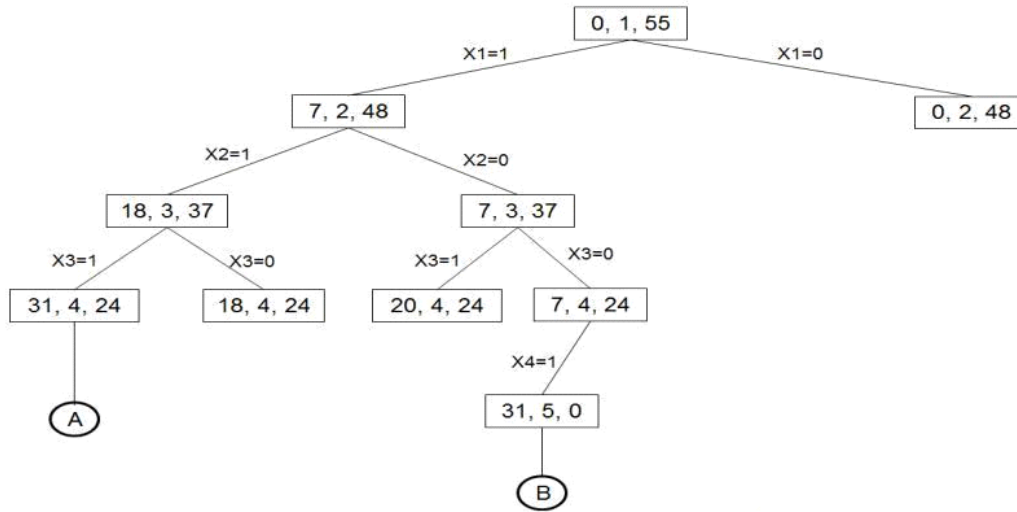 0, 1, 55
X1=1
X1=0
7, 2, 48
0, 2, 48
X2=1
X2=0
18, 3, 37
7, 3, 37
X3=1
X3=0
X3=1
X3=0
31, 4, 24
18, 4, 24
20, 4, 24
7, 4, 24
X4=1
31, 5, 0
A
B